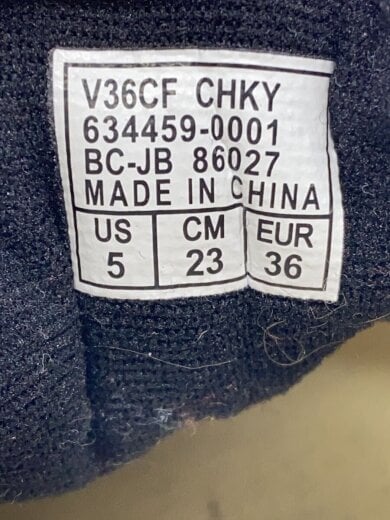 V36CF CHKY
634459-0001
BC-JB 86027
MADE IN CHINA
US CM EUR
5 23 36